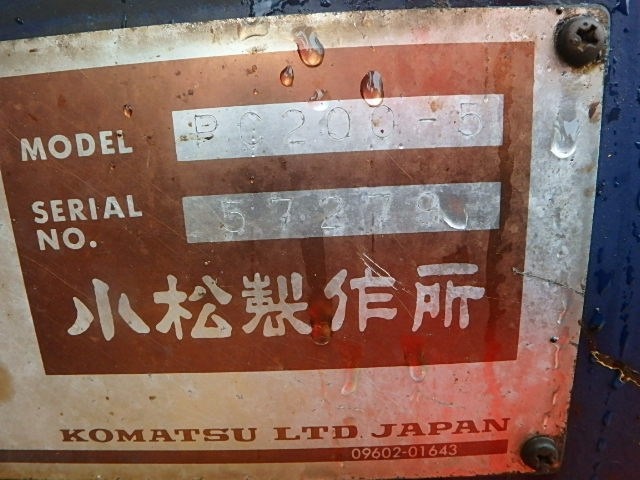 MODEL PC200-5
SERIAL
NO. 57279
小松製作所
KOMATSU LTD. JAPAN
09602-01643